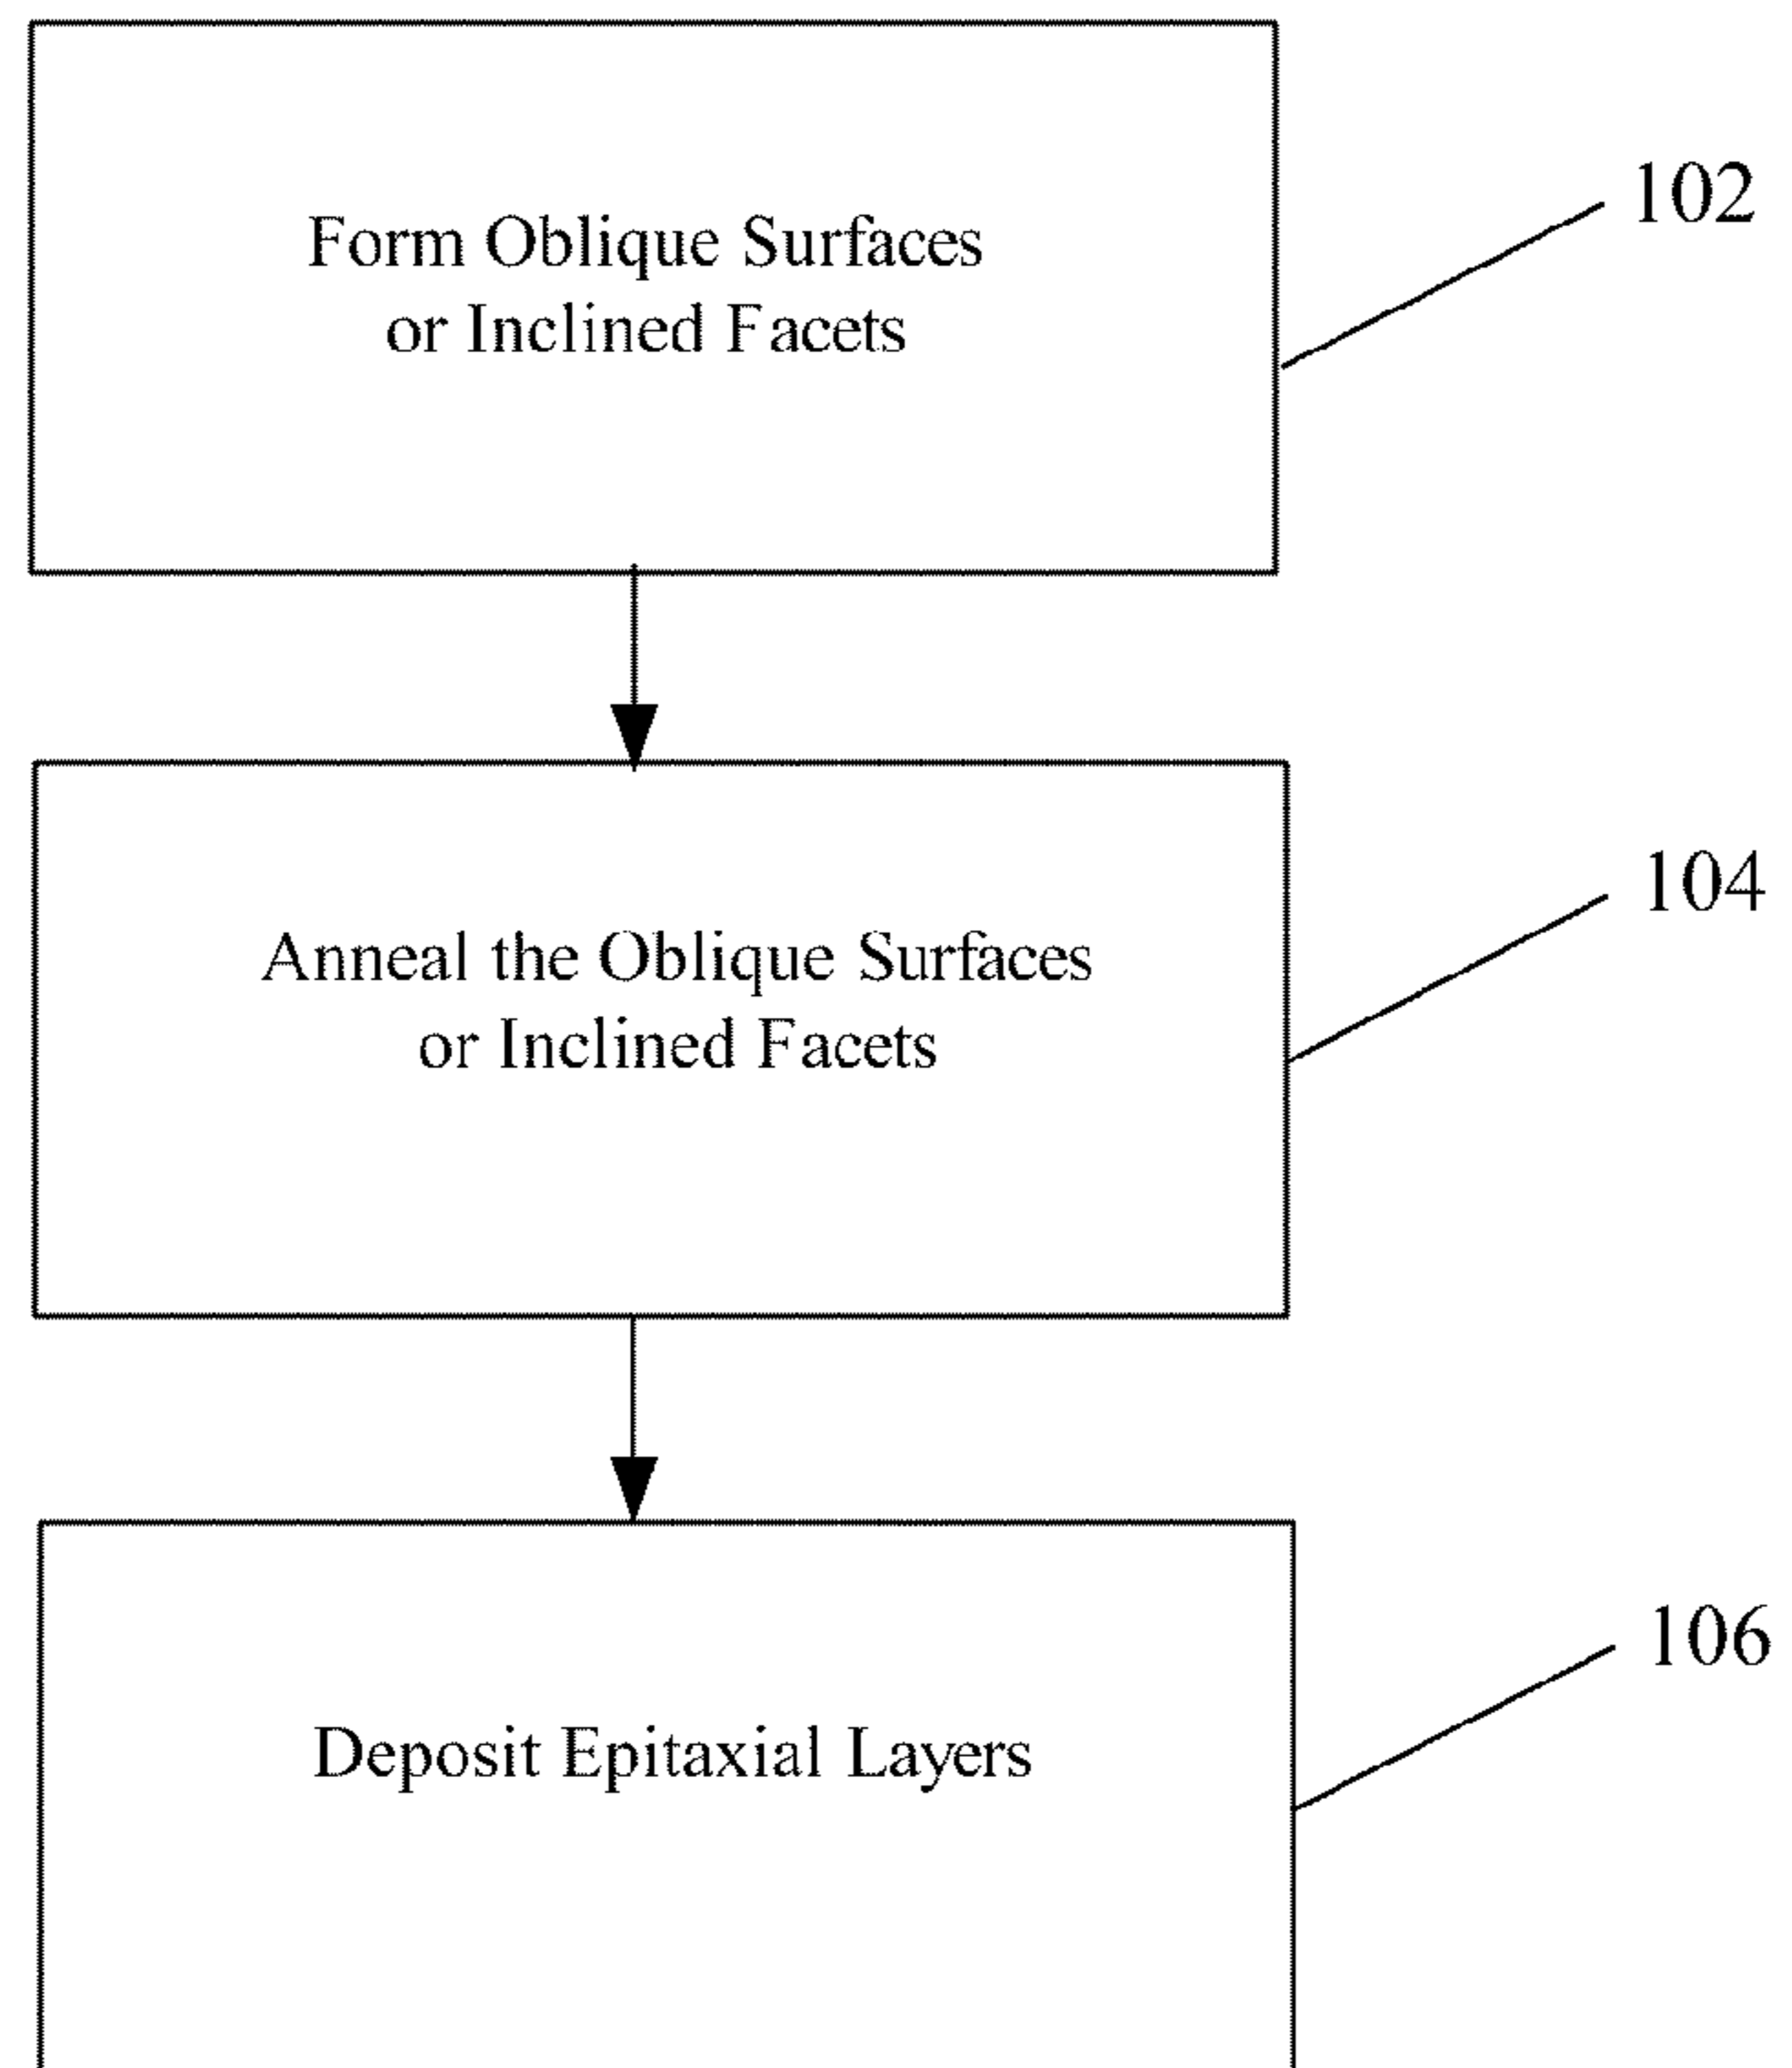 Form Oblique Surfaces
or Inclined Facets
102
Anneal the Oblique Surfaces
or Inclined Facets
104
Deposit Epitaxial Layers
106